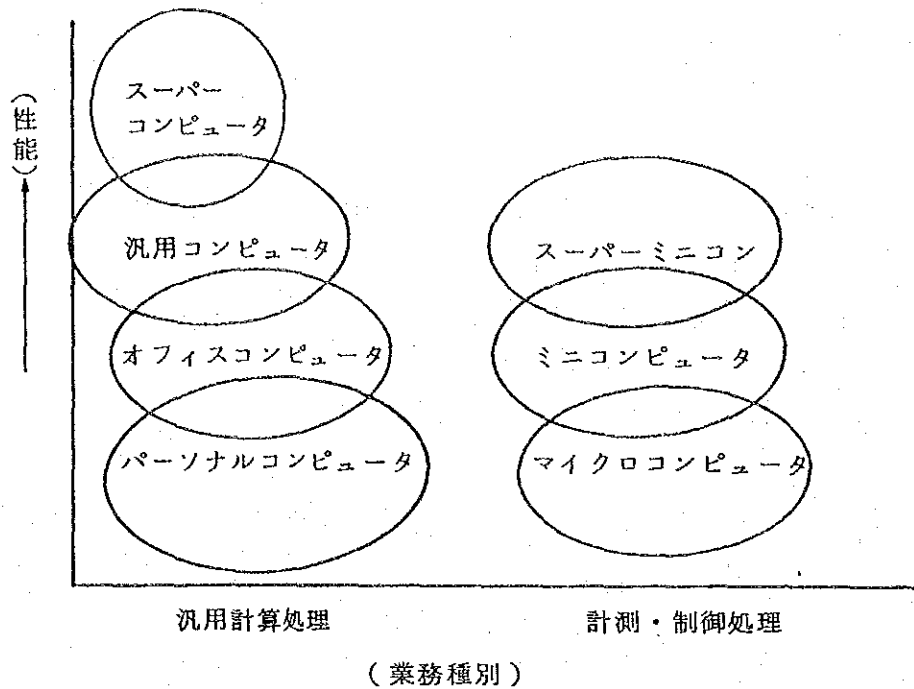 スーパー
コンピュータ
(性能)
汎用コンピュータ
スーパーミニコン
オフィスコンピュータ
ミニコンピュータ
パーソナルコンピュータ
マイクロコンピュータ
汎用計算処理
計測・制御処理
(業務種別)